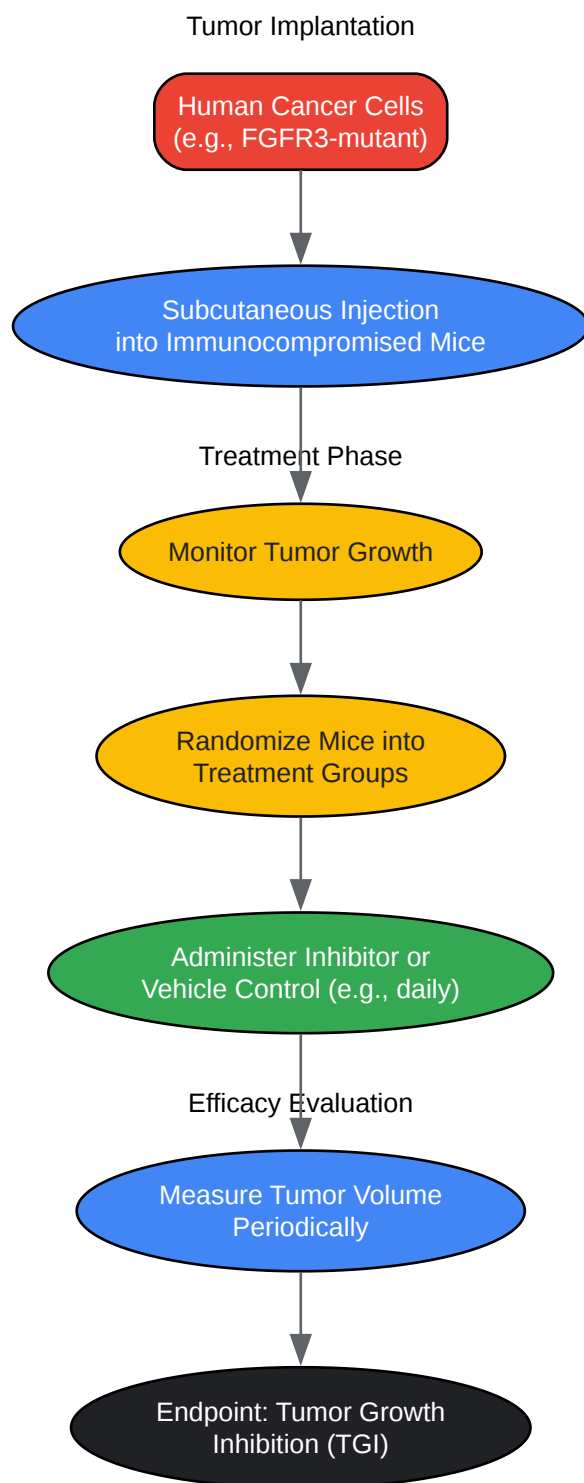 Tumor Implantation
Human Cancer Cells
(e.g., FGFR3-mutant)
Subcutaneous Injection
into Immunocompromised Mice
Treatment Phase
Monitor Tumor Growth
Randomize Mice into
Treatment Groups
Administer Inhibitor or
Vehicle Control (e.g., daily)
Efficacy Evaluation
Measure Tumor Volume
Periodically
Endpoint: Tumor Growth
Inhibition (TGI)